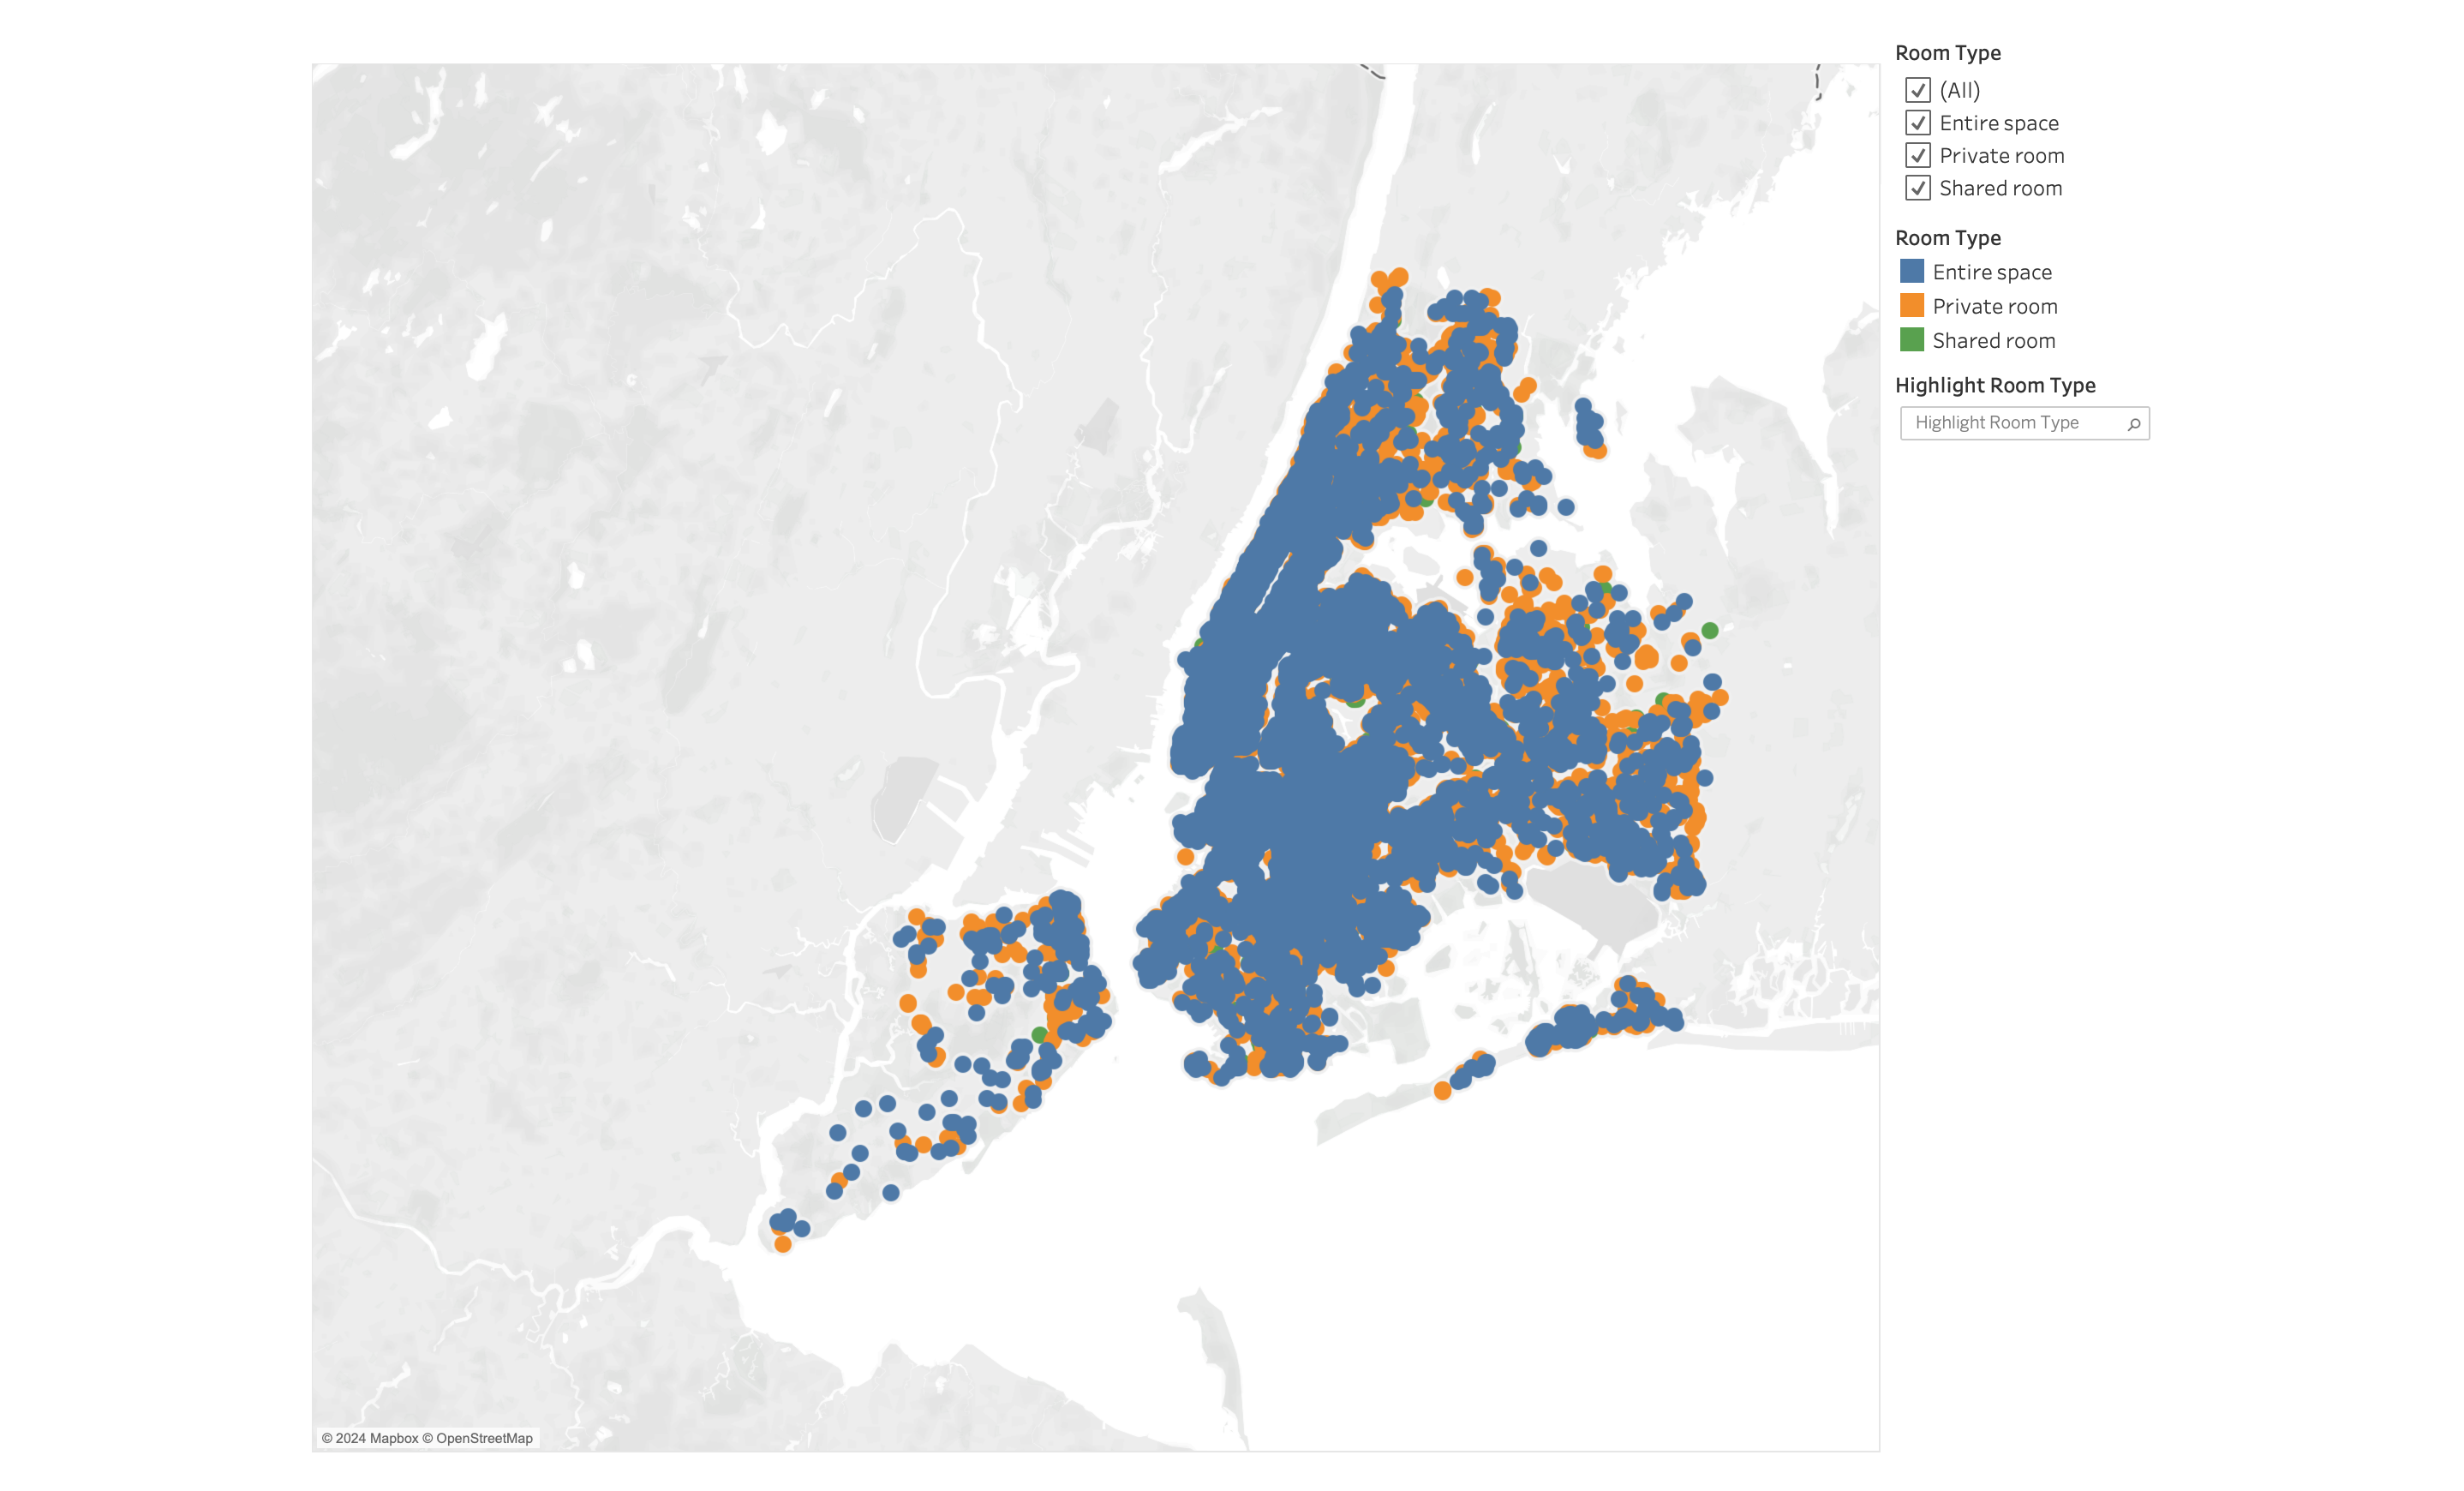 Room Type
(All)
Entire space
Private room
Shared room
Room Type
Entire space
Private room
Shared room
Highlight Room Type
Highlight Room Type
© 2024 Mapbox © OpenStreetMap